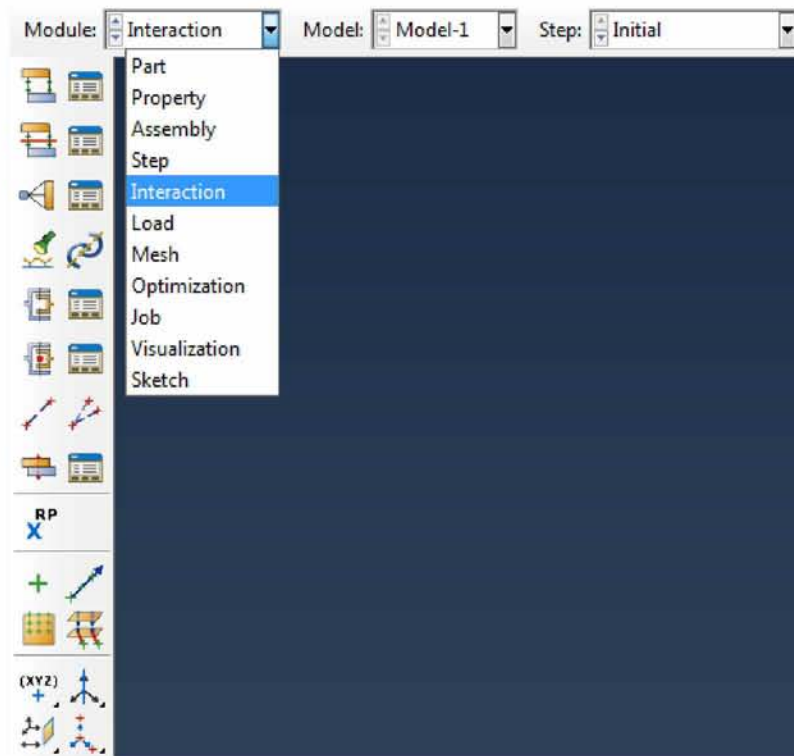 Module: Interaction Model: Model-1 Step: Initial
Part
Property
Assembly
Step
Interaction
Load
Mesh
Optimization
Job
Visualization
Sketch
RP
X
(XYZ)